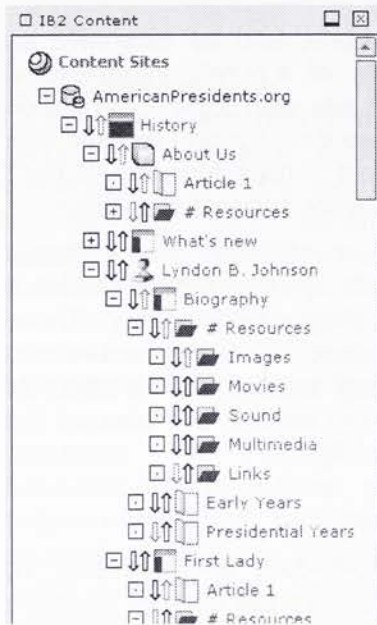 IB2 Content
Content Sites
AmericanPresidents.org
History
About Us
Article 1
# Resources
What's new
Lyndon B. Johnson
Biography
# Resources
Images
Movies
Sound
Multimedia
Links
Early Years
Presidential Years
First Lady
Article 1
# Resources